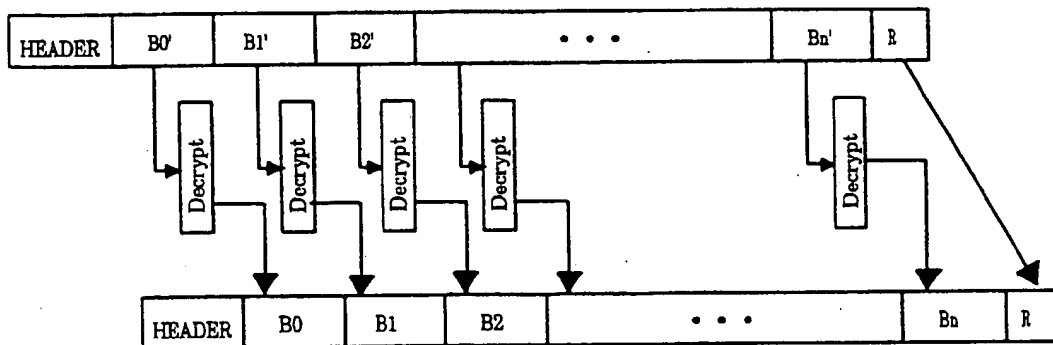 HEADER B0' B1' B2' • • • Bn' R
Decrypt Decrypt Decrypt Decrypt Decrypt
HEADER B0 B1 B2 • • • Bn R